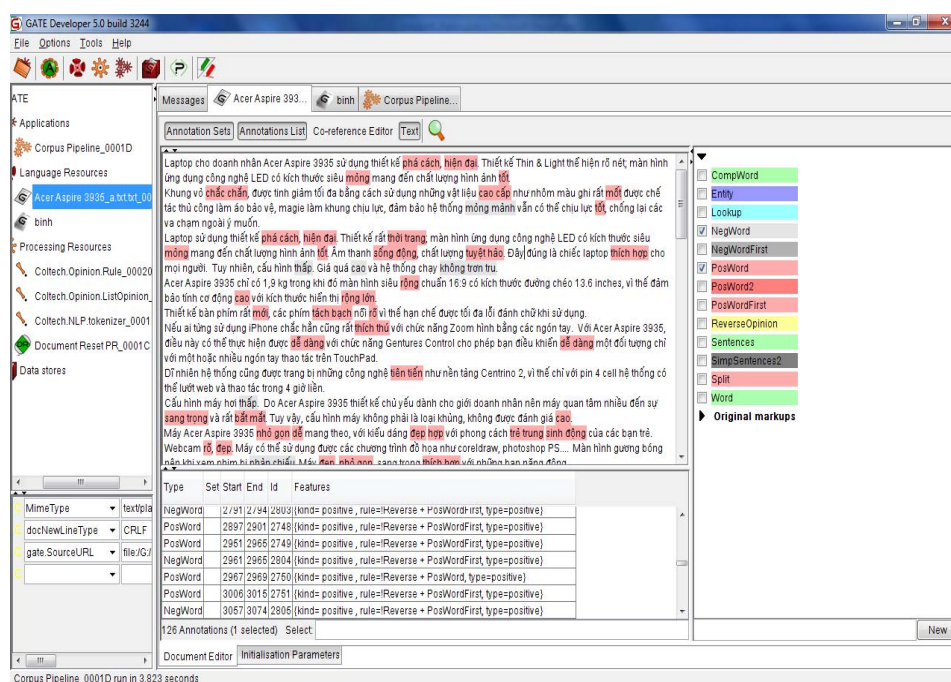 GATE Developer 5.0 build 3244
File Options Tools Help
ATE
Applications
Corpus Pipeline_0001D
Language Resources
Acer Aspire 3935_a.txt.txt_00
binh
Processing Resources
Coltech.Opinion.Rule_00020
Coltech.Opinion.ListOpinion_
Coltech.NLP.tokenizer_0001
Document Reset PR_0001C
Data stores
MimeType text/pla
docNewLineType CRLF
gate.SourceURL file:/G:/
Messages Acer Aspire 393... binh Corpus Pipeline...
Annotation Sets Annotations List Co-reference Editor Text
Laptop cho doanh nhân Acer Aspire 3935 sử dụng thiết kế phá cách, hiện đại. Thiết kế Thin & Light thể hiện rõ nét, màn hình
ứng dụng công nghệ LED có kích thước siêu mỏng mang đến chất lượng hình ảnh tốt.
Khung vỏ chắc chắn, được tinh giảm tối đa bằng cách sử dụng những vật liệu cao cấp như nhôm màu ghi rất mốt được chế
tác thủ công làm áo bảo vệ, magie làm khung chịu lực, đảm bảo hệ thống mỏng mảnh vẫn có thể chịu lực tốt, chống lại các
va chạm ngoài ý muốn.
Laptop sử dụng thiết kế phá cách, hiện đại. Thiết kế rất thời trang, màn hình ứng dụng công nghệ LED có kích thước siêu
mỏng mang đến chất lượng hình ảnh tốt. Âm thanh sống động, chất lượng tuyệt hảo. Đây đúng là chiếc laptop thích hợp cho
mọi người. Tuy nhiên, cấu hình thấp. Giá quá cao và hệ thống chạy không trơn tru.
Acer Aspire 3935 chỉ có 1,9 kg trong khi đó màn hình siêu rộng chuẩn 16:9 có kích thước đường chéo 13.6 inches, vì thế đảm
bảo tính cơ động cao với kích thước hiển thị rộng lớn.
Thiết kế bàn phím rất mới, các phím tách bạch nổi rõ vì thế hạn chế được tối đa lỗi đánh chữ khi sử dụng.
Nếu ai từng sử dụng iPhone chắc hẳn cũng rất thích thú với chức năng Zoom hình bằng các ngón tay. Với Acer Aspire 3935,
điều này có thể thực hiện được dễ dàng với chức năng Gentures Control cho phép bạn điều khiển dễ dàng một đối tượng chỉ
với một hoặc nhiều ngón tay thao tác trên TouchPad.
Dĩ nhiên hệ thống cũng được trang bị những công nghệ tiên tiến như nền tảng Centrino 2, vì thế chỉ với pin 4 cell hệ thống có
thể lướt web và thao tác trong 4 giờ liền.
Cấu hình máy hơi thấp. Do Acer Aspire 3935 thiết kế chủ yếu dành cho giới doanh nhân nên máy quan tâm nhiều đến sự
sang trọng và rất bắt mắt. Tuy vậy, cấu hình máy không phải là loại khủng, không được đánh giá cao.
Máy Acer Aspire 3935 nhỏ gọn dễ mang theo, với kiểu dáng đẹp hợp với phong cách trẻ trung sinh động của các bạn trẻ.
Webcam rõ, đẹp. Máy có thể sử dụng được các chương trình đồ họa như coreldraw, photoshop PS.... Màn hình gương bóng
nên khi xem phim bị phản chiếu. Máy đẹp, nhỏ gọn, sang trọng thích hợp với những bạn năng động.
CompWord
Entity
Lookup
NegWord
NegWordFirst
PosWord
PosWord2
PosWordFirst
ReverseOpinion
Sentences
SimpSentences2
Split
Word
Original markups
Type Set Start End Id Features
NegWord 2791 2794 2803 {kind= positive , rule=!Reverse + PosWordFirst, type=positive}
PosWord 2897 2901 2748 {kind= positive , rule=!Reverse + PosWordFirst, type=positive}
PosWord 2951 2965 2749 {kind= positive , rule=!Reverse + PosWordFirst, type=positive}
NegWord 2961 2965 2804 {kind= positive , rule=!Reverse + PosWordFirst, type=positive}
PosWord 2967 2969 2750 {kind= positive , rule=!Reverse + PosWord, type=positive}
PosWord 3006 3015 2751 {kind= positive , rule=!Reverse + PosWordFirst, type=positive}
NegWord 3057 3074 2805 {kind= positive , rule=!Reverse + PosWordFirst, type=positive}
126 Annotations (1 selected) Select:
New
Document Editor Initialisation Parameters
Corpus Pipeline_0001D run in 3.823 seconds